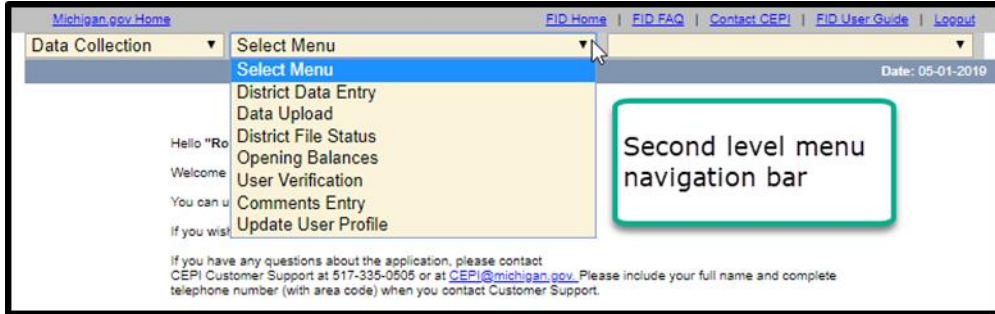 Michigan.gov Home FID Home | FID FAQ | Contact CEPI | FID User Guide | Logout
Data Collection Select Menu
Select Menu Date: 05-01-2019
District Data Entry
Data Upload
District File Status
Opening Balances
User Verification
Comments Entry
Update User Profile
Second level menu
navigation bar
Hello "Ro
Welcome
You can u
If you wish
If you have any questions about the application, please contact
CEPI Customer Support at 517-335-0505 or at CEPI@michigan.gov. Please include your full name and complete
telephone number (with area code) when you contact Customer Support.